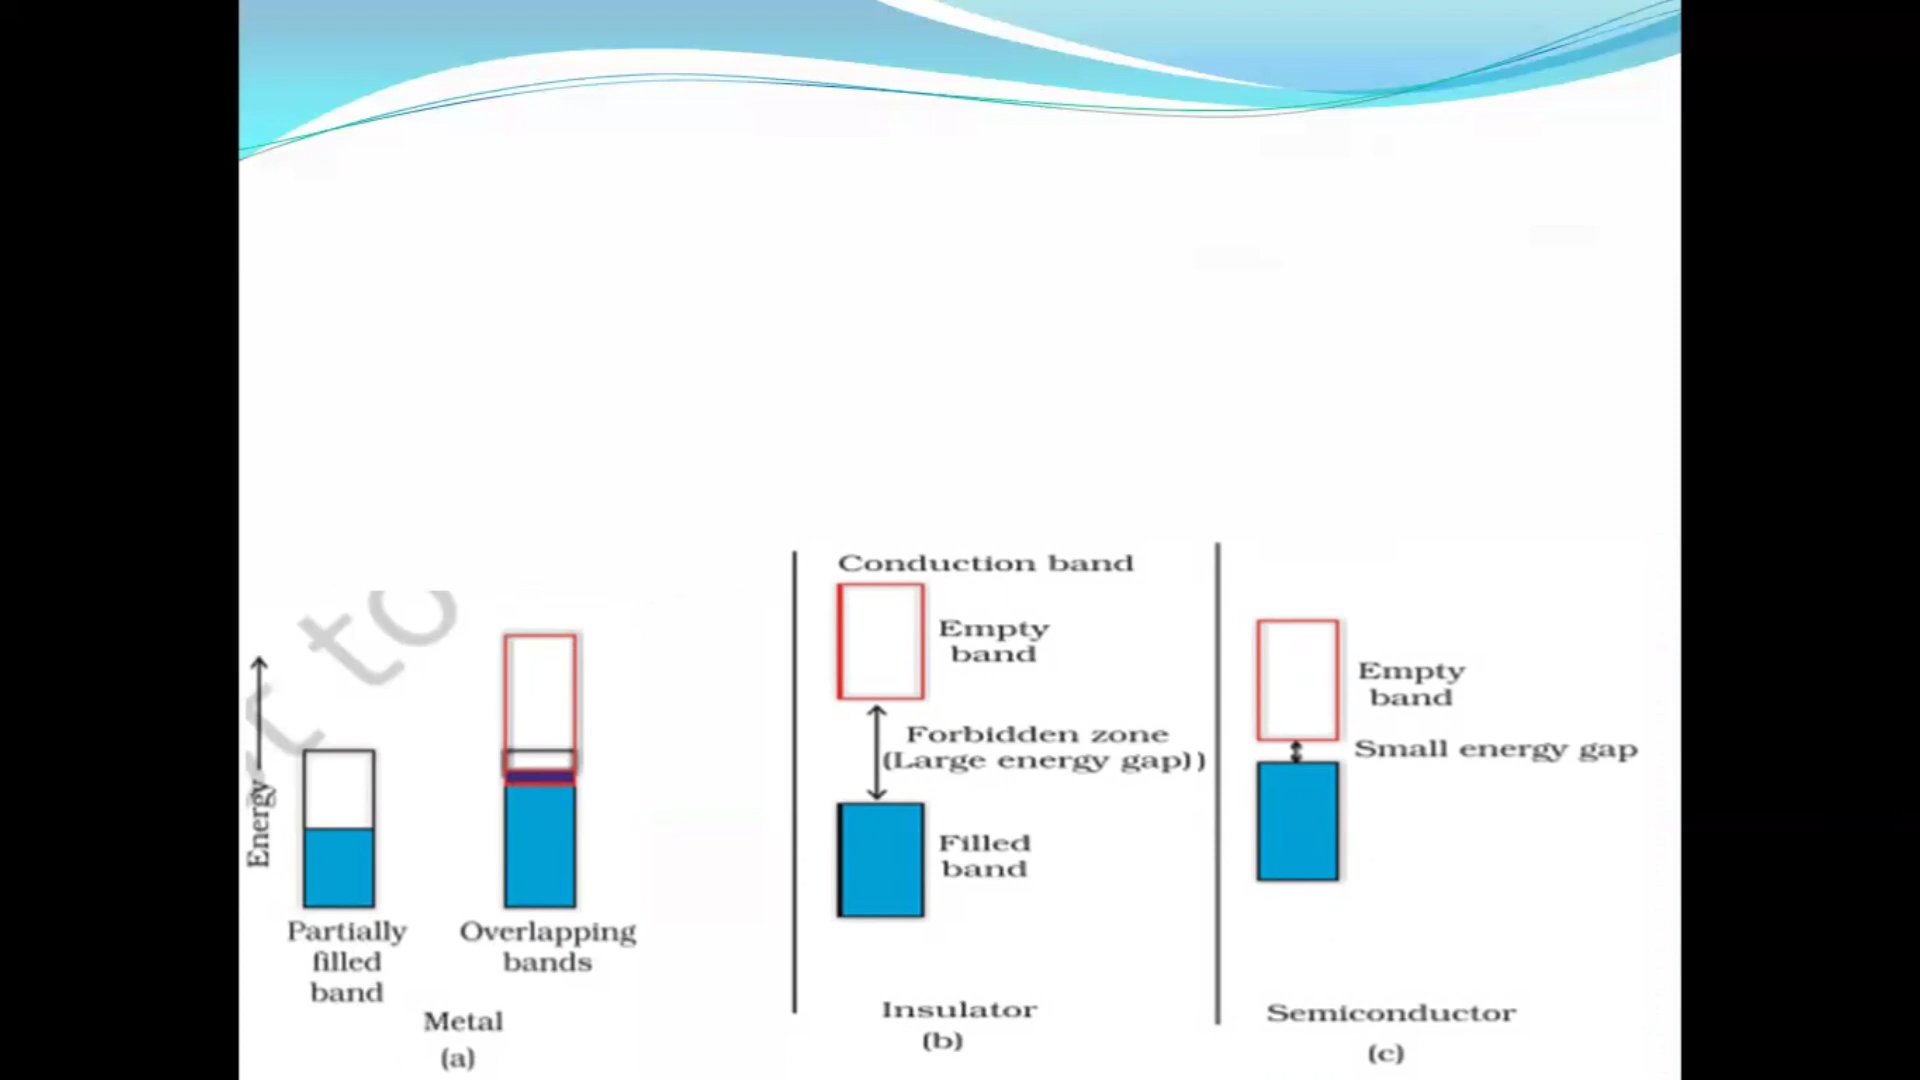 to
Energy
Partially
filled
band
Overlapping
bands
Metal
(a)
Conduction band
Empty
band
Forbidden zone
(Large energy gap))
Filled
band
Insulator
(b)
Empty
band
Small energy gap
Semiconductor
(c)